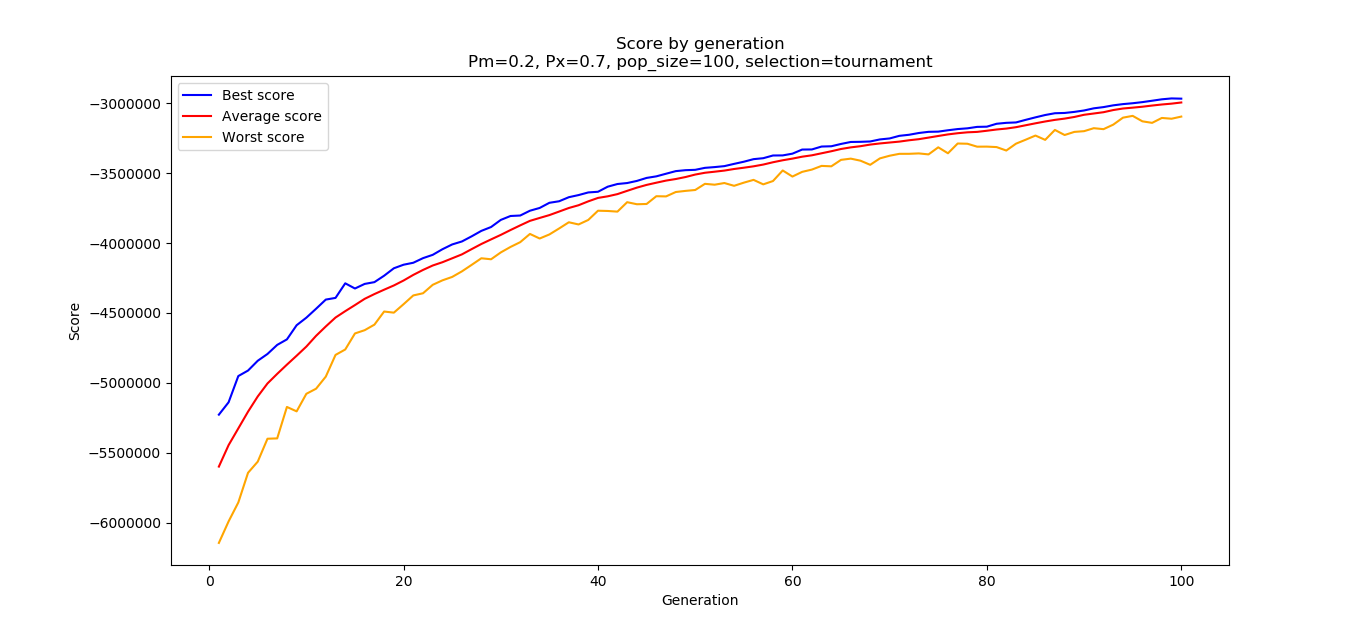 Score by generation
Pm=0.2, Px=0.7, pop_size=100, selection=tournament
Best score
Average score
Worst score
−3000000
−3500000
−4000000
−4500000
−5000000
−5500000
−6000000
Score
0 20 40 60 80 100
Generation